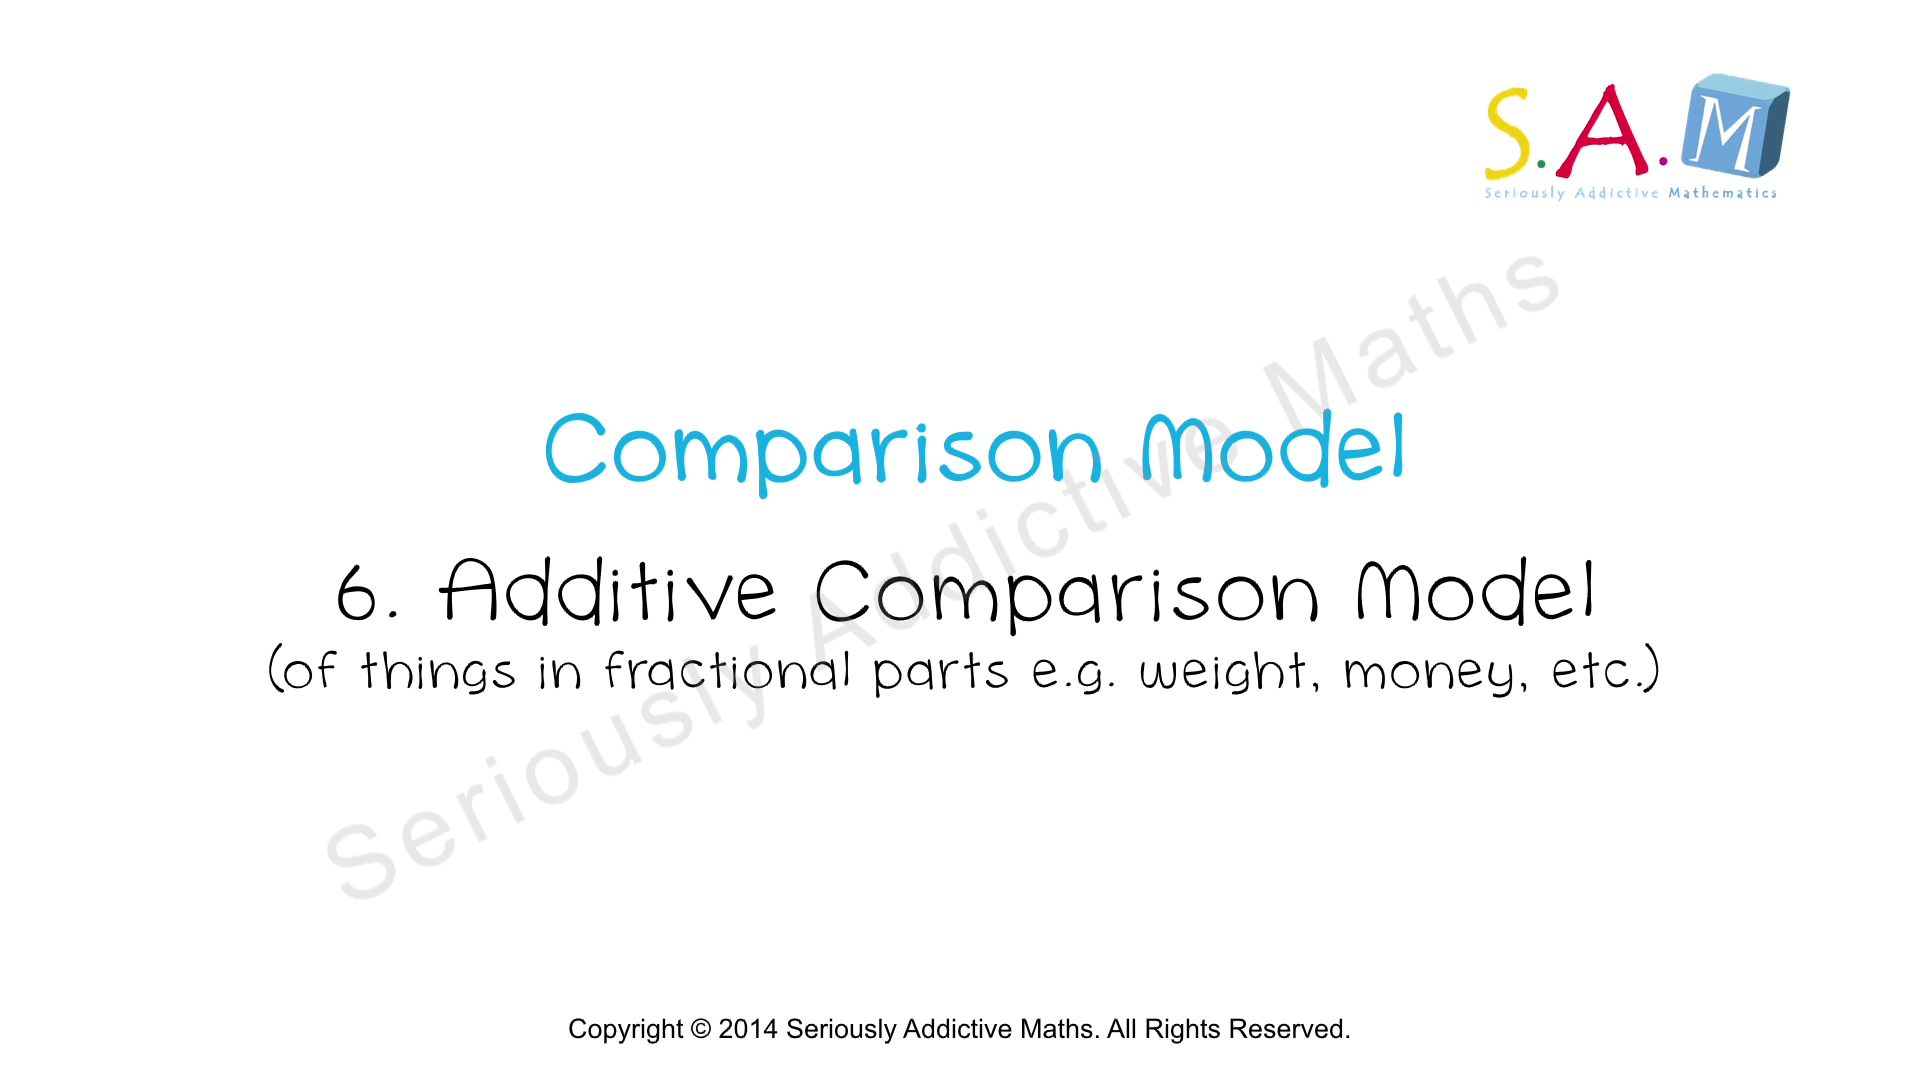 S.A.M
Seriously Addictive Mathematics
Comparison Model
6. Additive Comparison Model
(of things in fractional parts e.g. weight, money, etc.)
Seriously Addictive Maths
Copyright © 2014 Seriously Addictive Maths. All Rights Reserved.